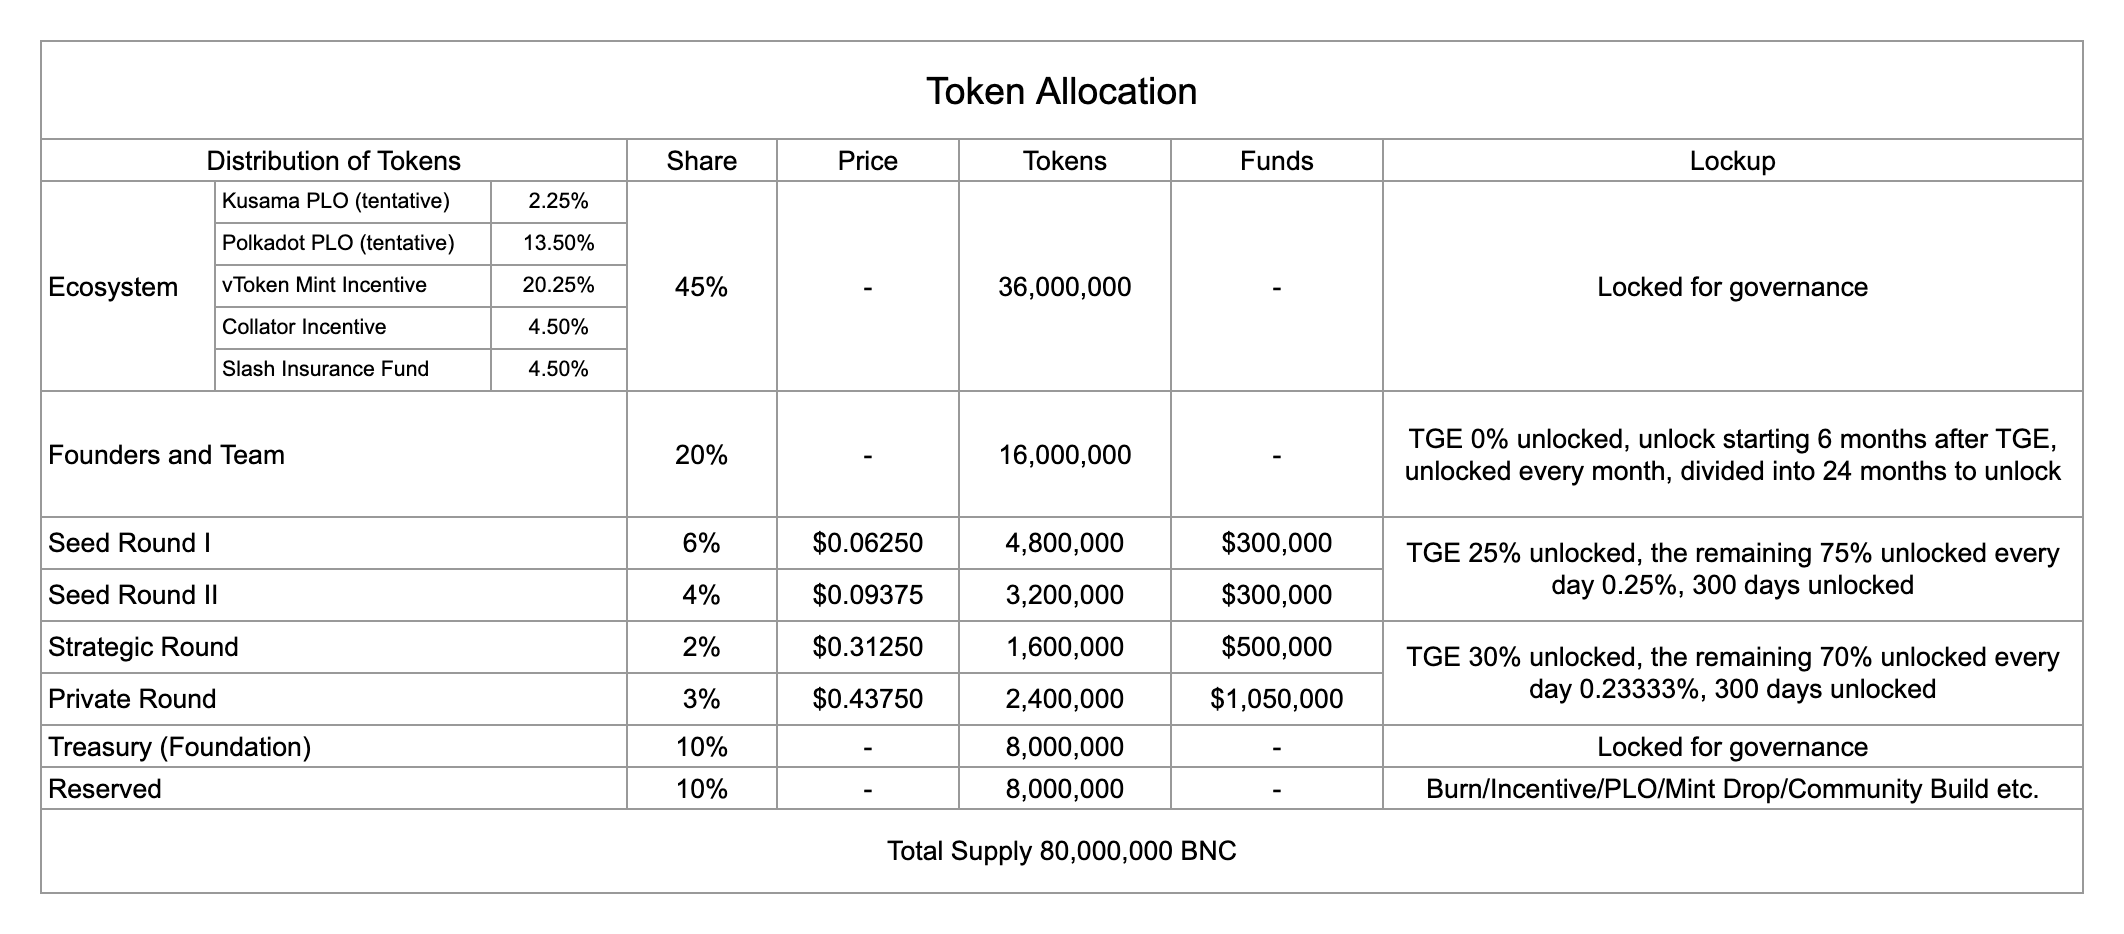 Token Allocation
Distribution of Tokens Share Price Tokens Funds Lockup
Ecosystem
Kusama PLO (tentative) 2.25%
Polkadot PLO (tentative) 13.50%
vToken Mint Incentive 20.25%
Collator Incentive 4.50%
Slash Insurance Fund 4.50%
45% - 36,000,000 - Locked for governance
Founders and Team 20% - 16,000,000 -
TGE 0% unlocked, unlock starting 6 months after TGE,
unlocked every month, divided into 24 months to unlock
Seed Round I 6% $0.06250 4,800,000 $300,000
Seed Round II 4% $0.09375 3,200,000 $300,000
TGE 25% unlocked, the remaining 75% unlocked every
day 0.25%, 300 days unlocked
Strategic Round 2% $0.31250 1,600,000 $500,000
Private Round 3% $0.43750 2,400,000 $1,050,000
TGE 30% unlocked, the remaining 70% unlocked every
day 0.23333%, 300 days unlocked
Treasury (Foundation) 10% - 8,000,000 - Locked for governance
Reserved 10% - 8,000,000 - Burn/Incentive/PLO/Mint Drop/Community Build etc.
Total Supply 80,000,000 BNC